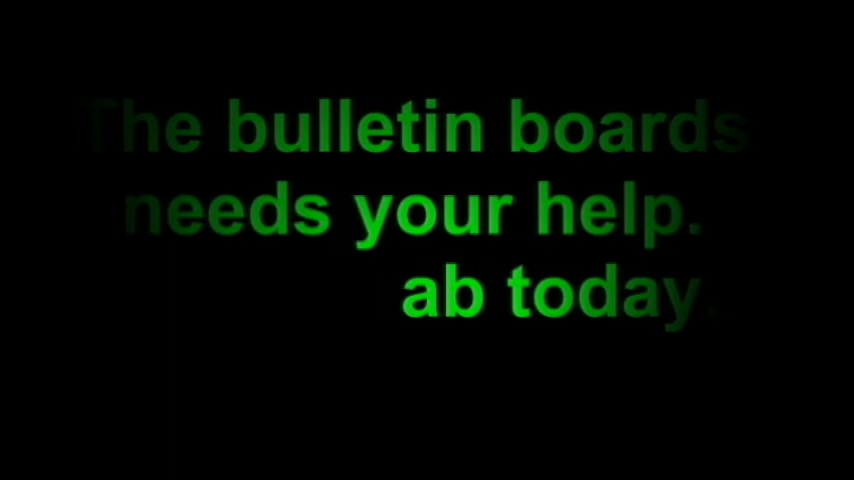 The bulletin boards
needs your help.
ab today.